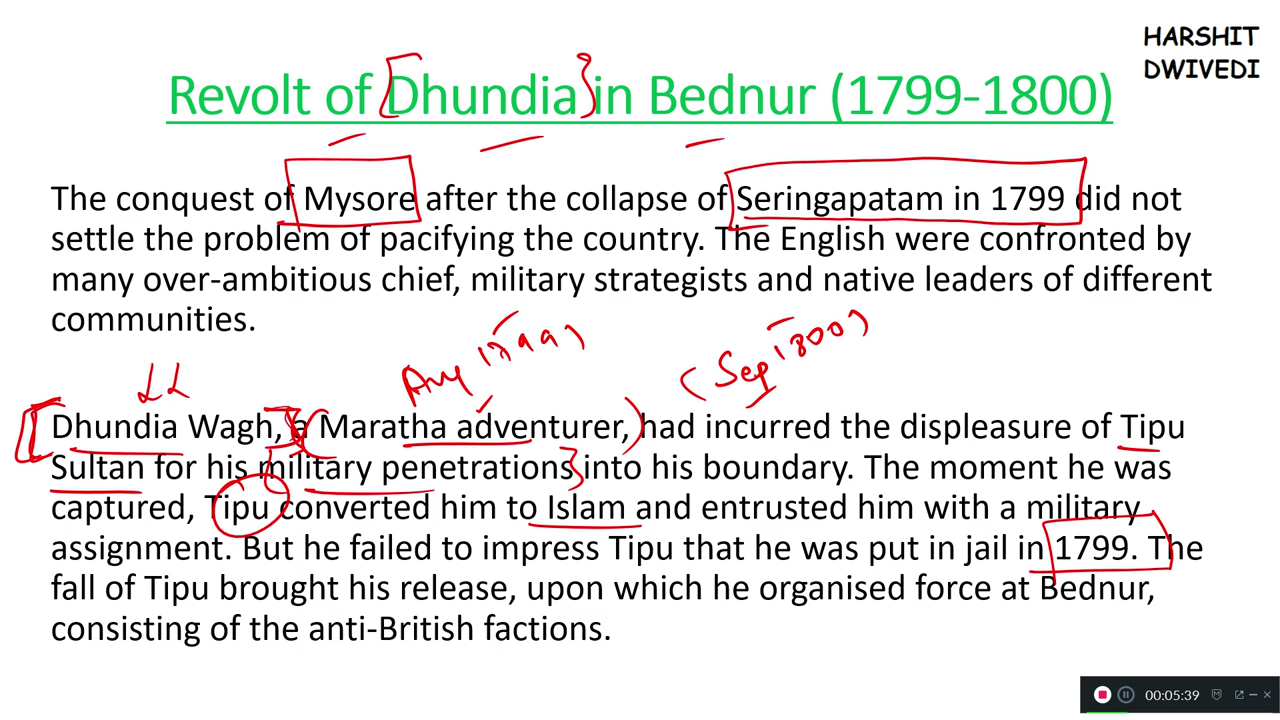 HARSHIT
DWIVEDI
Revolt of Dhundia in Bednur (1799-1800)
The conquest of Mysore after the collapse of Seringapatam in 1799 did not
settle the problem of pacifying the country. The English were confronted by
many over-ambitious chief, military strategists and native leaders of different
communities.
Aug 1799)
(Sep 1800)
Dhundia Wagh, a Maratha adventurer, had incurred the displeasure of Tipu
Sultan for his military penetrations into his boundary. The moment he was
captured, Tipu converted him to Islam and entrusted him with a military
assignment. But he failed to impress Tipu that he was put in jail in 1799. The
fall of Tipu brought his release, upon which he organised force at Bednur,
consisting of the anti-British factions.
00:05:39